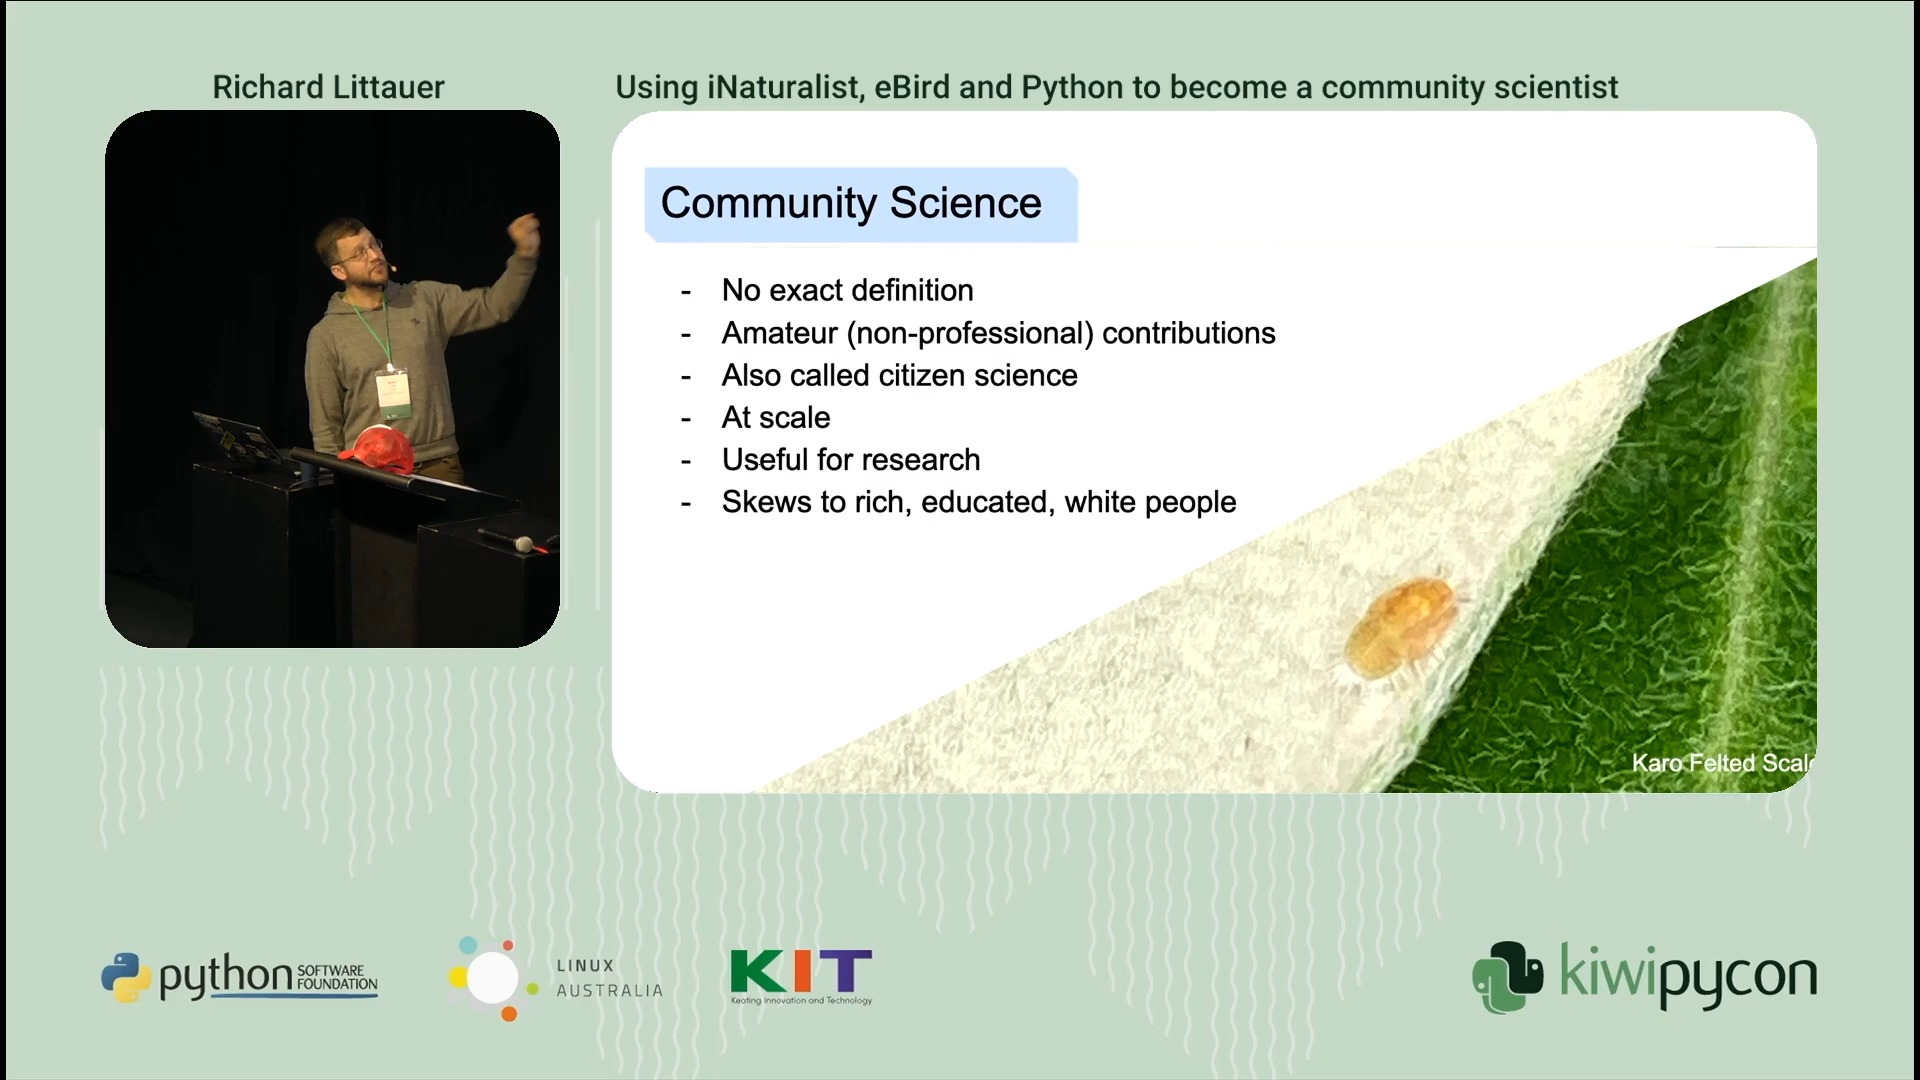 Richard Littauer
Using iNaturalist, eBird and Python to become a community scientist
Community Science
- No exact definition
- Amateur (non-professional) contributions
- Also called citizen science
- At scale
- Useful for research
- Skews to rich, educated, white people
Karo Felted Scale
python SOFTWARE FOUNDATION
LINUX AUSTRALIA
KIT
Keating Innovation and Technology
kiwipycon